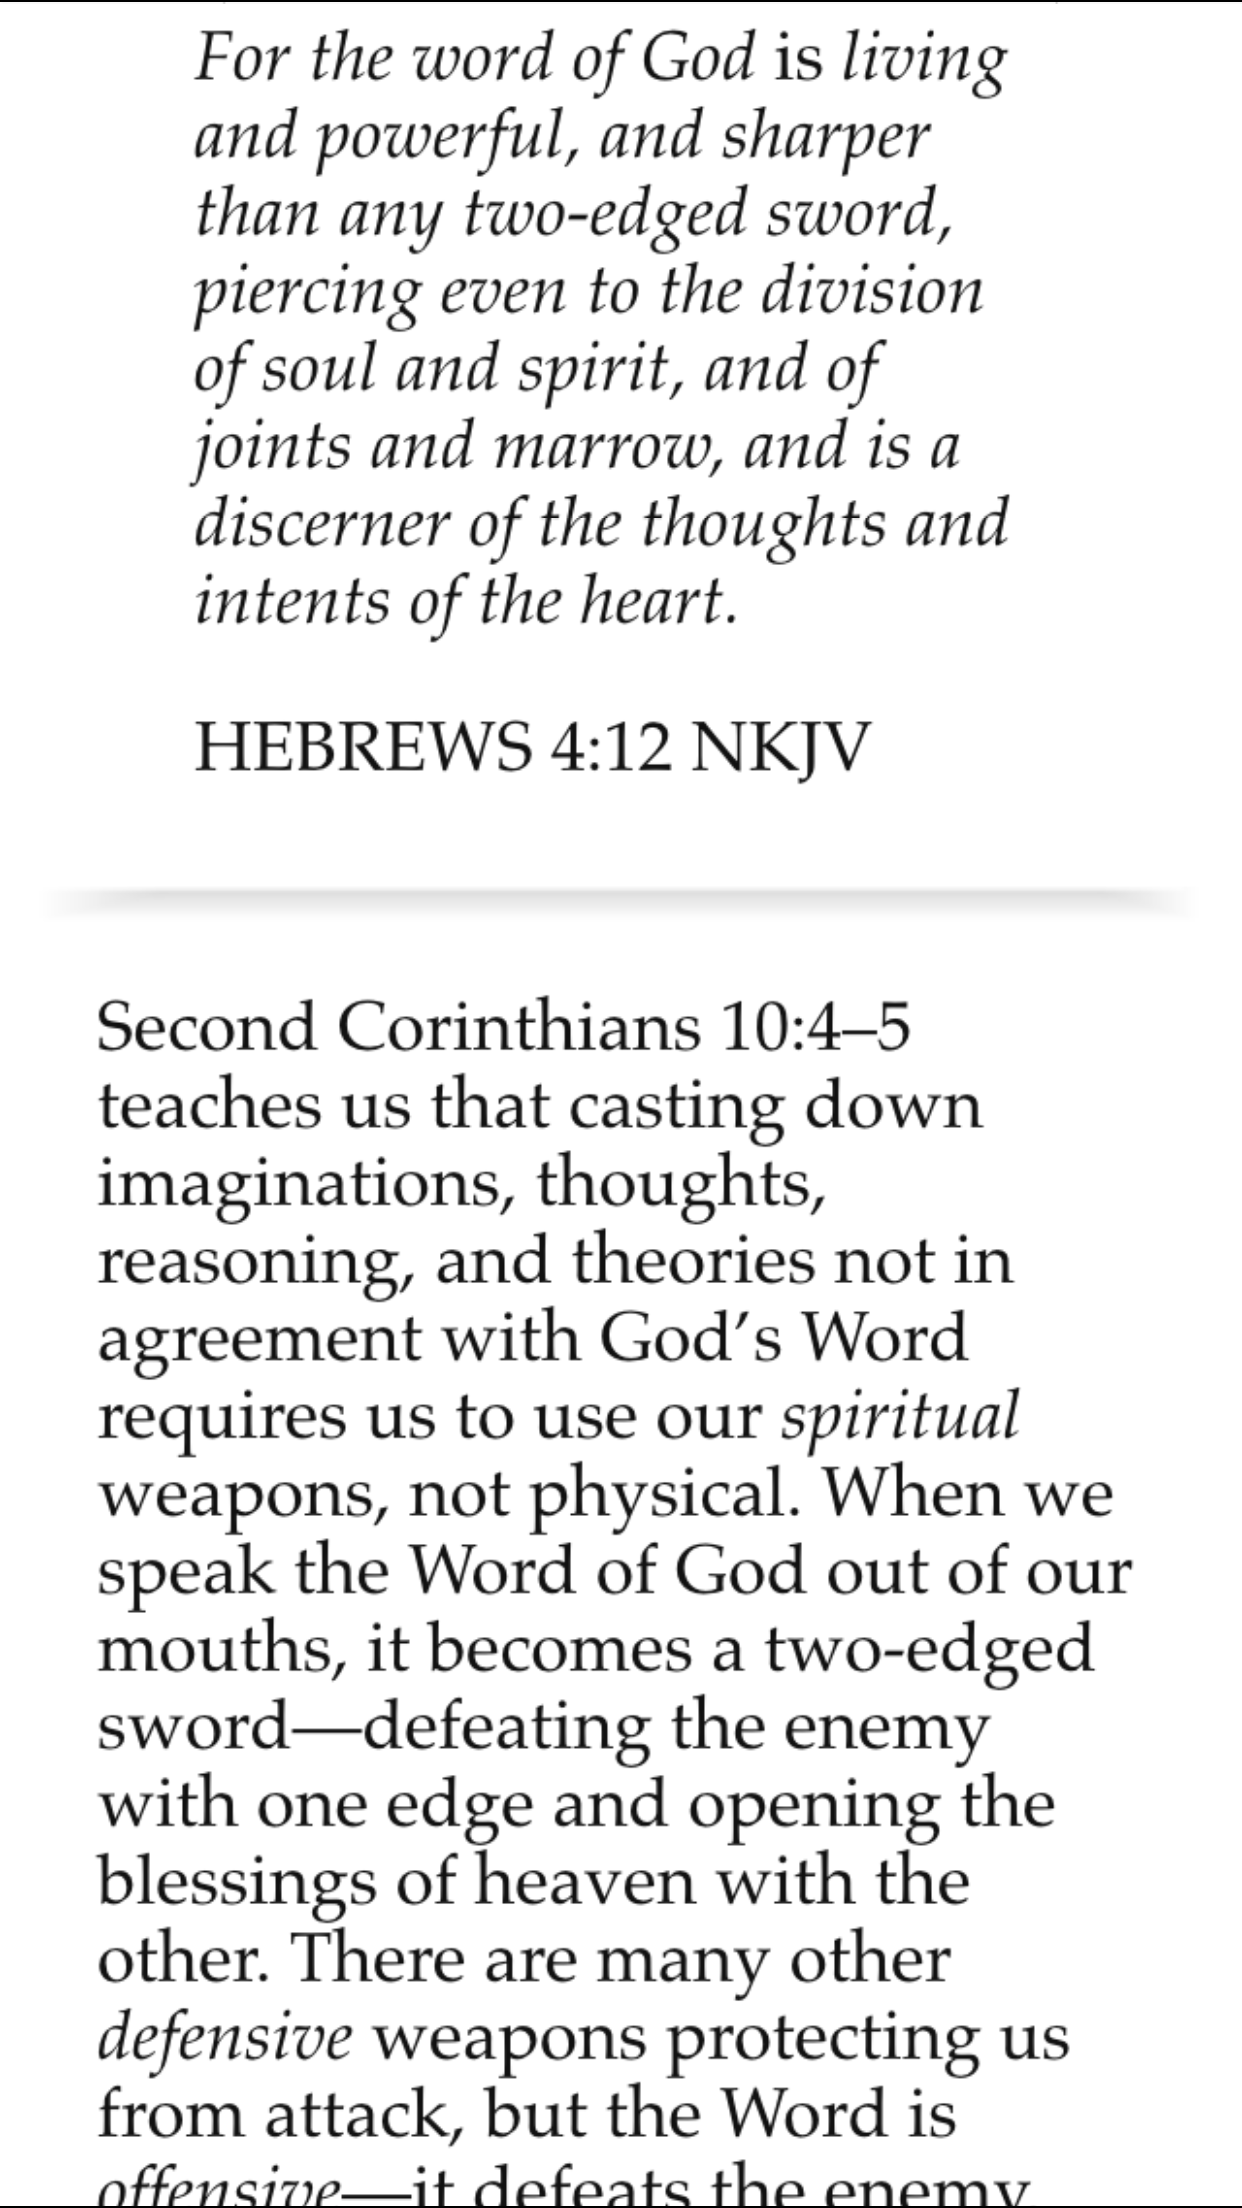 For the word of God is living
and powerful, and sharper
than any two-edged sword,
piercing even to the division
of soul and spirit, and of
joints and marrow, and is a
discerner of the thoughts and
intents of the heart.
HEBREWS 4:12 NKJV
Second Corinthians 10:4–5
teaches us that casting down
imaginations, thoughts,
reasoning, and theories not in
agreement with God’s Word
requires us to use our spiritual
weapons, not physical. When we
speak the Word of God out of our
mouths, it becomes a two-edged
sword—defeating the enemy
with one edge and opening the
blessings of heaven with the
other. There are many other
defensive weapons protecting us
from attack, but the Word is
offensive—it defeats the enemy